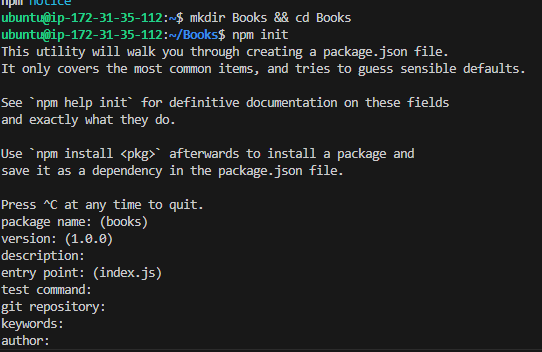 npm notice
ubuntu@ip-172-31-35-112:~$ mkdir Books && cd Books
ubuntu@ip-172-31-35-112:~/Books$ npm init
This utility will walk you through creating a package.json file.
It only covers the most common items, and tries to guess sensible defaults.
See `npm help init` for definitive documentation on these fields
and exactly what they do.
Use `npm install <pkg>` afterwards to install a package and
save it as a dependency in the package.json file.
Press ^C at any time to quit.
package name: (books)
version: (1.0.0)
description:
entry point: (index.js)
test command:
git repository:
keywords:
author: